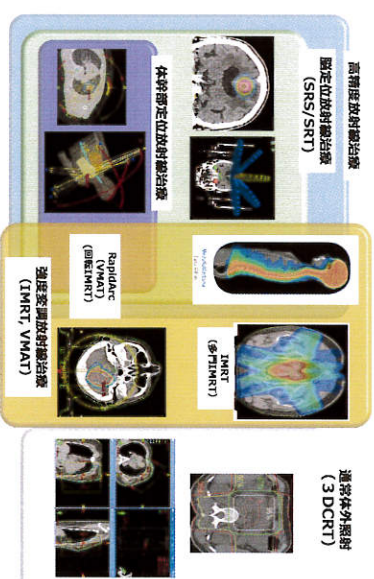 高精度放射線治療
脳定位放射線治療
(SRS/SRT)
体幹部定位放射線治療
IMRT
(多門IMRT)
RapidArc
(VMAT)
(回転IMRT)
強度変調放射線治療
(IMRT, VMAT)
通常体外照射
(3DCRT)